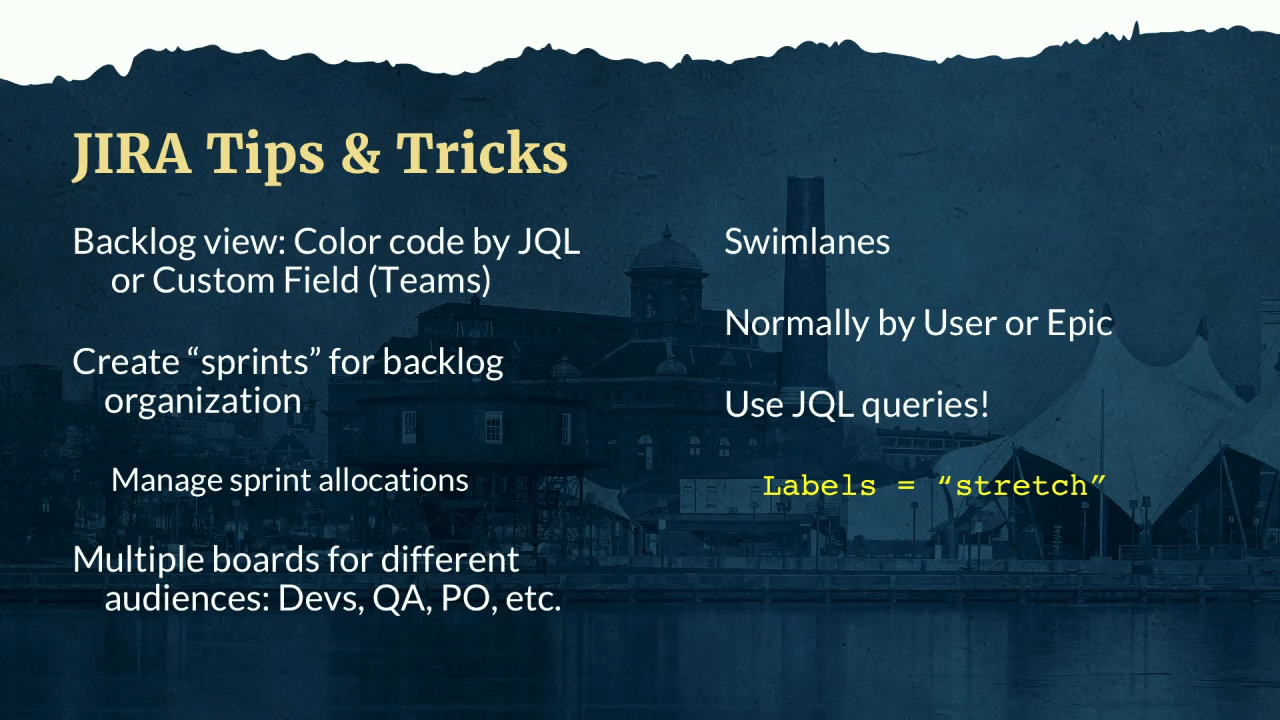 JIRA Tips & Tricks
Backlog view: Color code by JQL
or Custom Field (Teams)
Create “sprints” for backlog
organization
Manage sprint allocations
Multiple boards for different
audiences: Devs, QA, PO, etc.
Swimlanes
Normally by User or Epic
Use JQL queries!
Labels = “stretch”